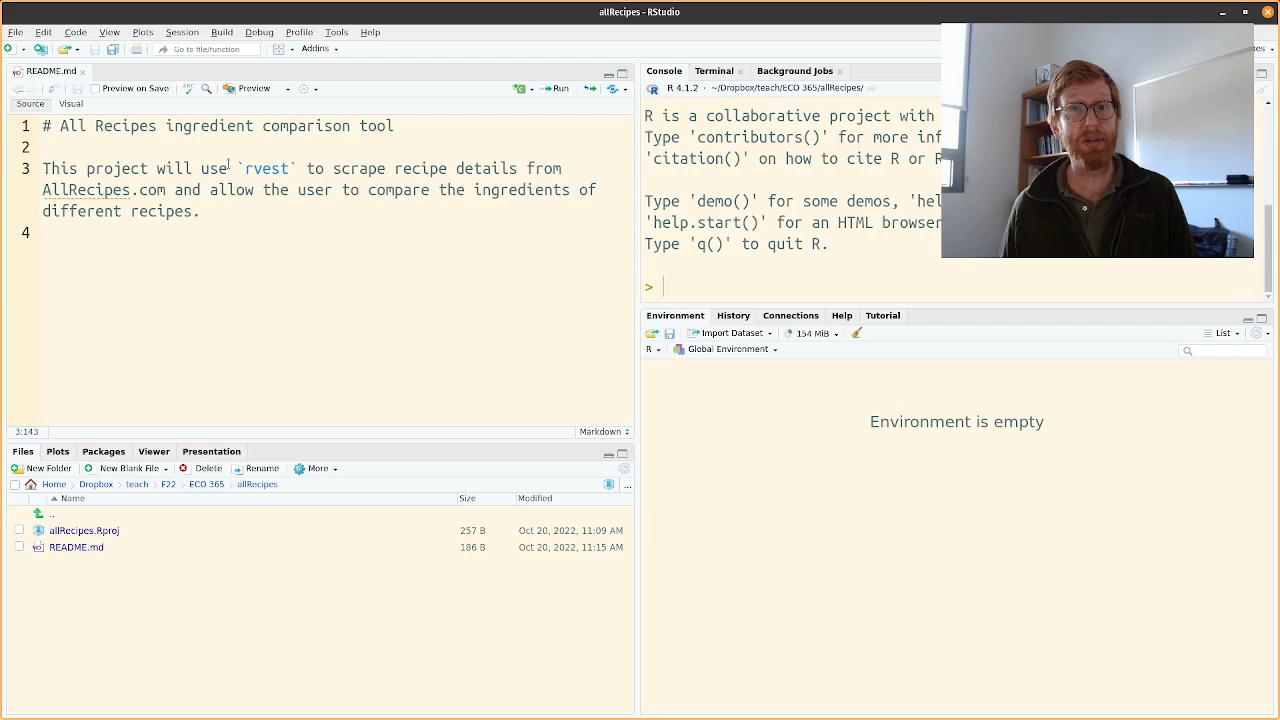 allRecipes - RStudio
File Edit Code View Plots Session Build Debug Profile Tools Help
Go to file/function Addins
README.md
Preview on Save Preview Run
Source Visual
1 # All Recipes ingredient comparison tool
2
3 This project will use `rvest` to scrape recipe details from
AllRecipes.com and allow the user to compare the ingredients of
different recipes.
4
3:143 Markdown
Files Plots Packages Viewer Presentation
New Folder New Blank File Delete Rename More
Home Dropbox teach F22 ECO 365 allRecipes ...
Name Size Modified
..
allRecipes.Rproj 257 B Oct 20, 2022, 11:09 AM
README.md 186 B Oct 20, 2022, 11:15 AM
Console Terminal Background Jobs
R 4.1.2 · ~/Dropbox/teach/ECO 365/allRecipes/
R is a collaborative project with
Type 'contributors()' for more inf
'citation()' on how to cite R or R
Type 'demo()' for some demos, 'hel
'help.start()' for an HTML browser
Type 'q()' to quit R.
>
Environment History Connections Help Tutorial
Import Dataset 154 MiB List
R Global Environment
Environment is empty